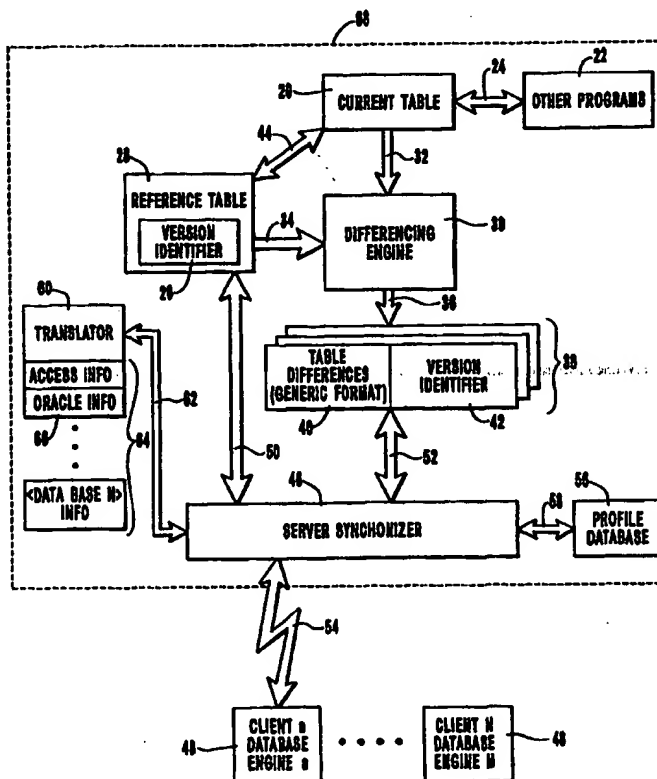 20
CURRENT TABLE
24
22
OTHER PROGRAMS
44
28
REFERENCE TABLE
VERSION
IDENTIFIER
32
34
30
DIFFERENCING
ENGINE
36
60
TRANSLATOR
ACCESS INFO
ORACLE INFO
66
64
<DATA BASE N>
INFO
62
50
TABLE
DIFFERENCES
(GENERIC FORMAT)
40
VERSION
IDENTIFIER
42
38
52
46
SERVER SYNCHONIZER
58
56
PROFILE
DATABASE
54
48
CLIENT n
DATABASE
ENGINE n
CLIENT N
DATABASE
ENGINE N
48